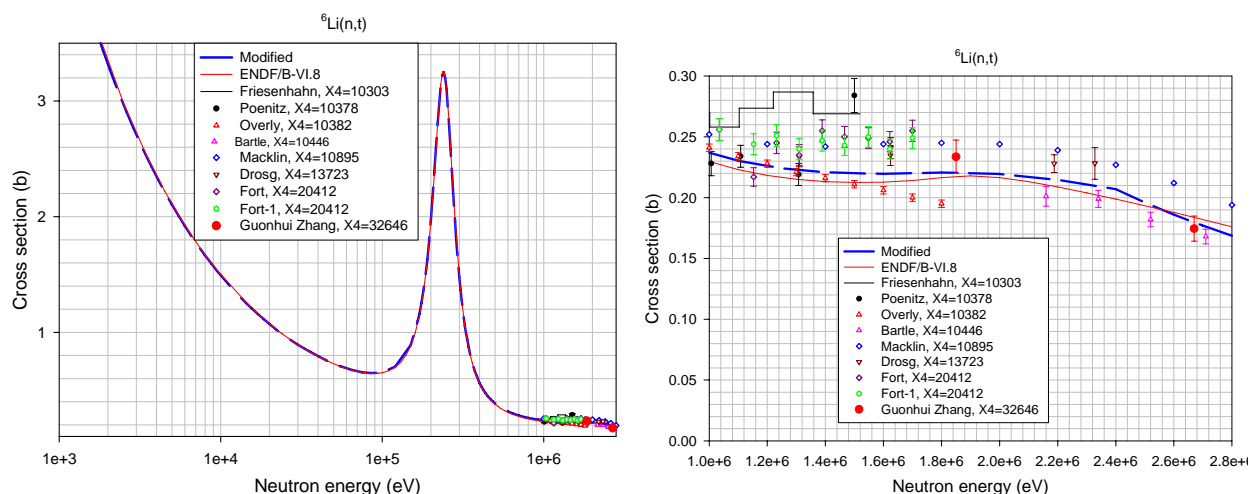 ⁶Li(n,t)
Cross section (b)
3
2
1
Modified
ENDF/B-VI.8
Friesenhahn, X4=10303
Poenitz, X4=10378
Overly, X4=10382
Bartle, X4=10446
Macklin, X4=10895
Drosg, X4=13723
Fort, X4=20412
Fort-1, X4=20412
Guonhui Zhang, X4=32646
1e+3
1e+4
1e+5
1e+6
Neutron energy (eV)
⁶Li(n,t)
Cross section (b)
0.30
0.25
0.20
0.15
0.10
0.05
0.00
Modified
ENDF/B-VI.8
Friesenhahn, X4=10303
Poenitz, X4=10378
Overly, X4=10382
Bartle, X4=10446
Macklin, X4=10895
Drosg, X4=13723
Fort, X4=20412
Fort-1, X4=20412
Guonhui Zhang, X4=32646
1.0e+6
1.2e+6
1.4e+6
1.6e+6
1.8e+6
2.0e+6
2.2e+6
2.4e+6
2.6e+6
2.8e+6
Neutron energy (eV)